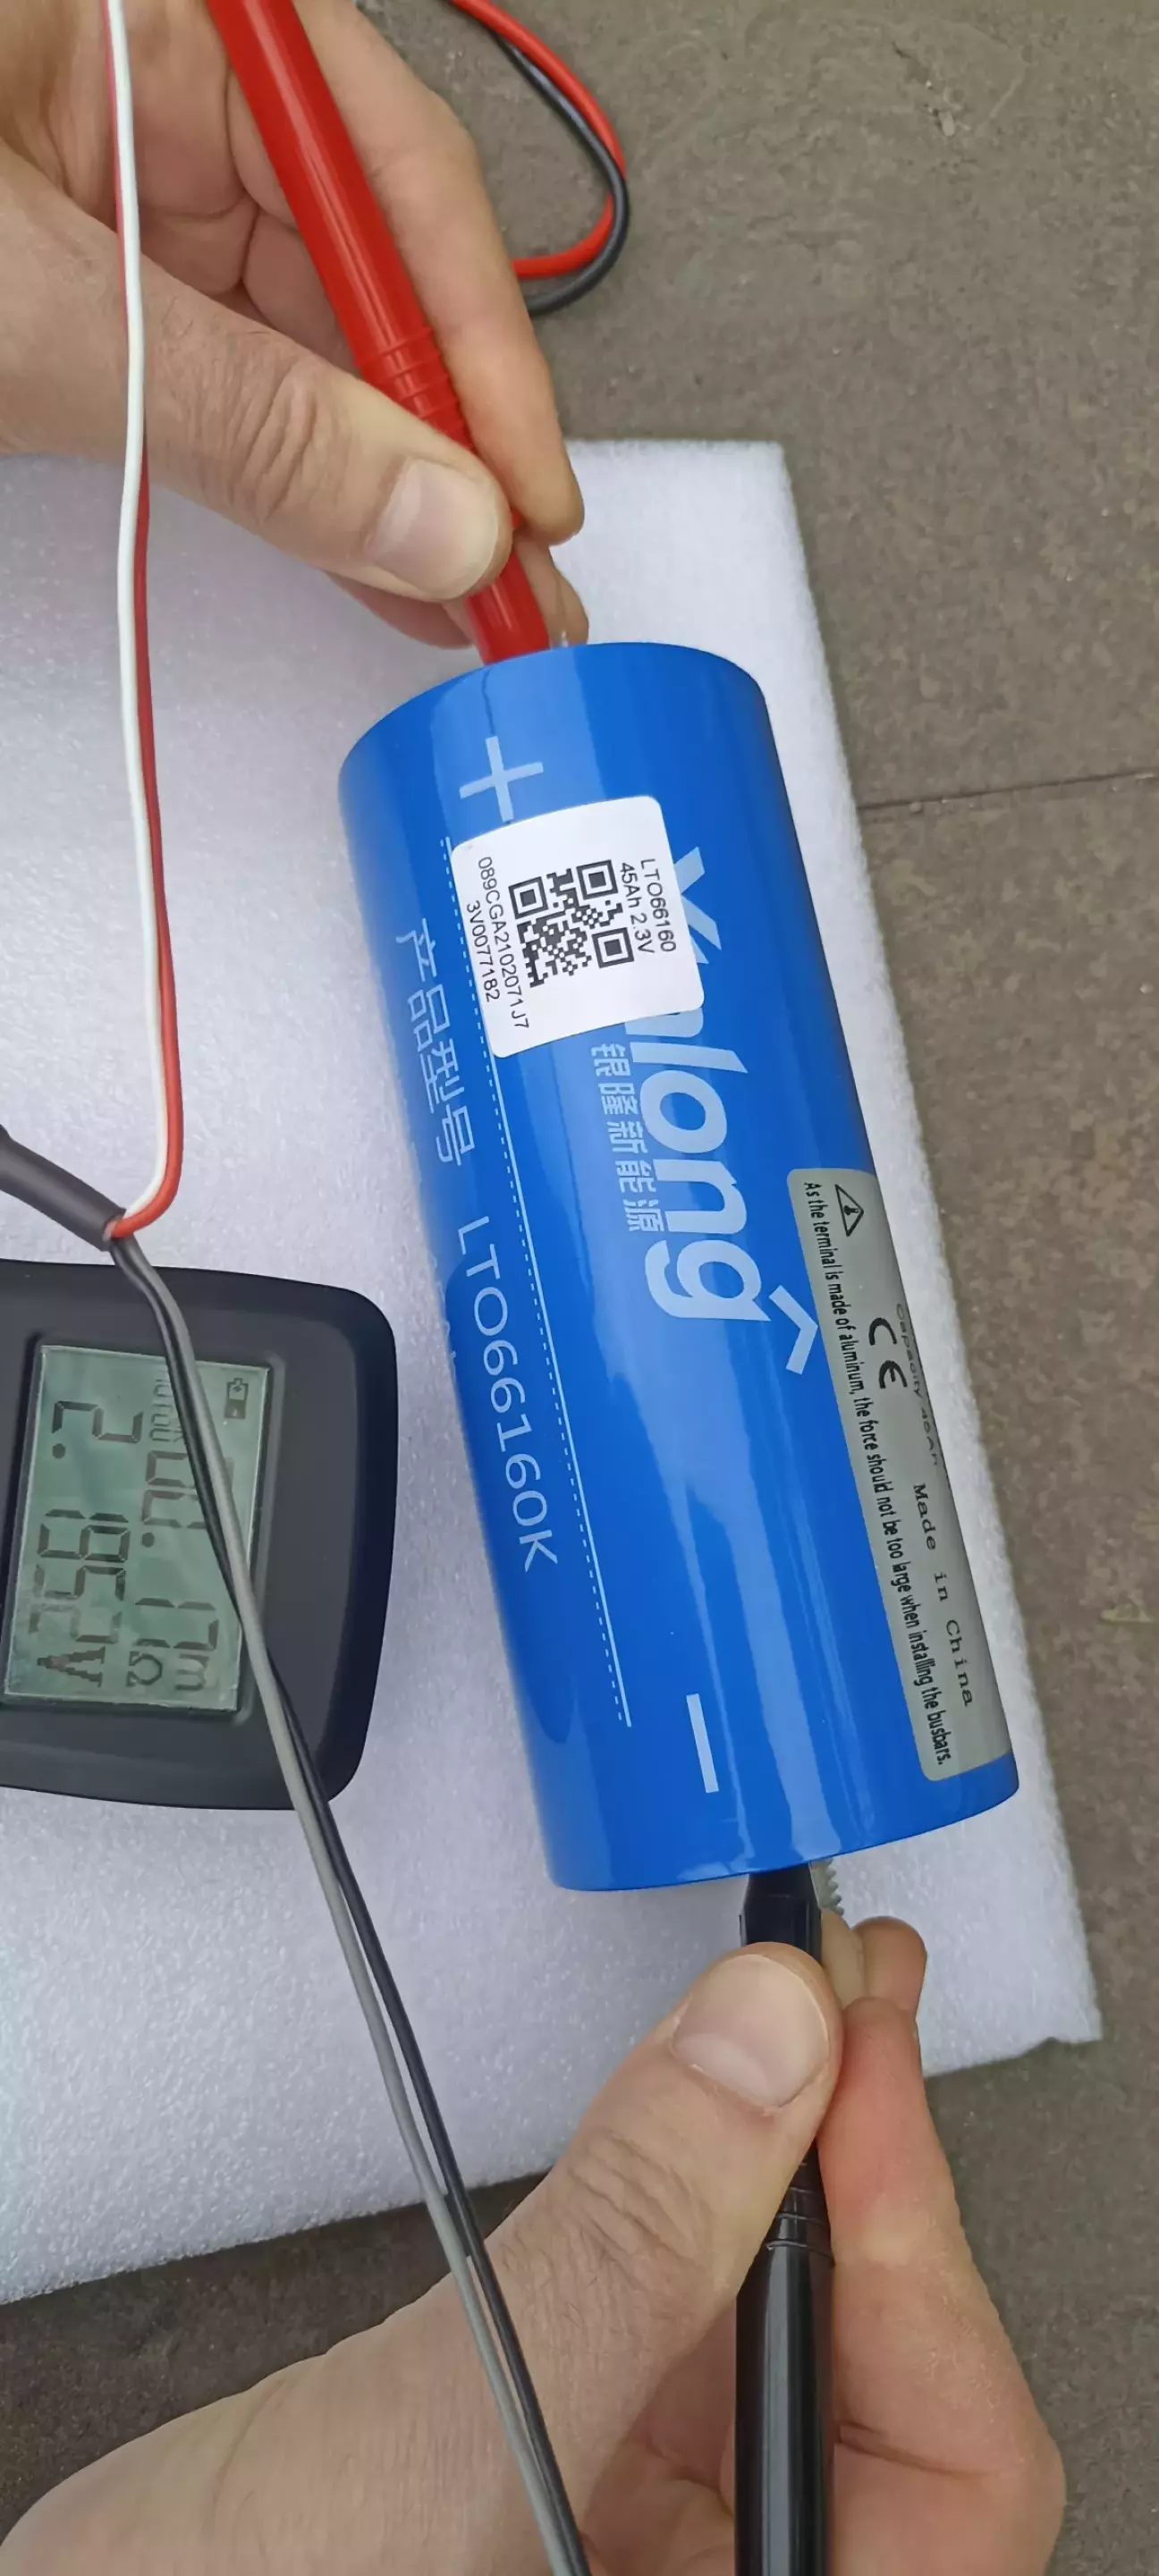 +
LTO66160
45Ah 2.3V
089CGA2102071J7
3V0077182
nlong
银隆新能源
产品型号 LTO66160K
−
CE
Capacity
Made in China
As the terminal is made of aluminum, the force should not be too large when installing the busbars.